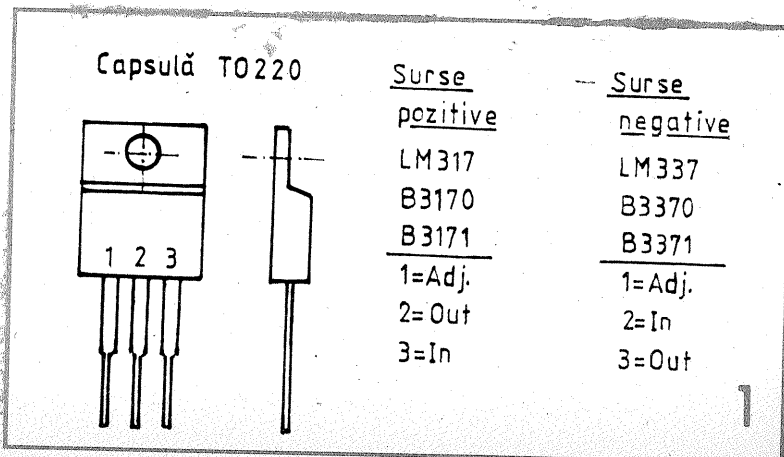 Capsulă TO220
1 2 3
Surse
pozitive
LM317
B3170
B3171
1=Adj.
2=Out
3=In
Surse
negative
LM337
B3370
B3371
1=Adj.
2=In
3=Out
1